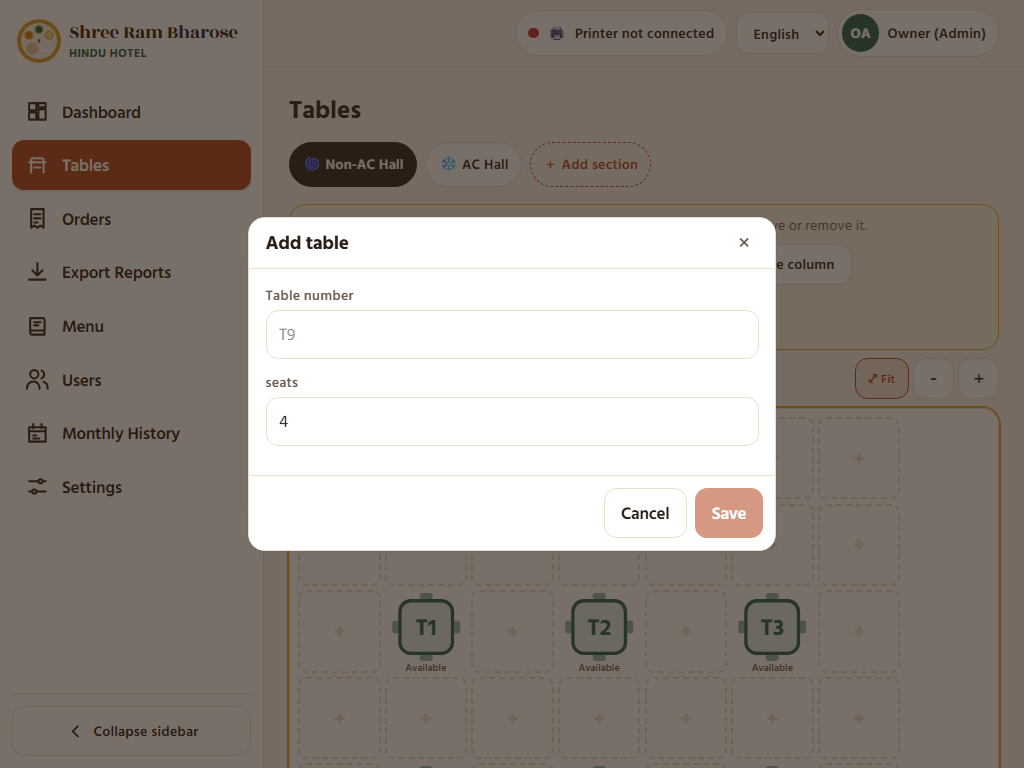 Shree Ram Bharose
HINDU HOTEL
Printer not connected
English
OA
Owner (Admin)
Dashboard
Tables
Orders
Export Reports
Menu
Users
Monthly History
Settings
Collapse sidebar
Tables
Non-AC Hall
AC Hall
+ Add section
or remove it.
column
Fit
-
+
Add table
×
Table number
T9
seats
4
Cancel
Save
+
+
+ T1 + T2 + T3 +
Available Available Available
+ + + + + + +